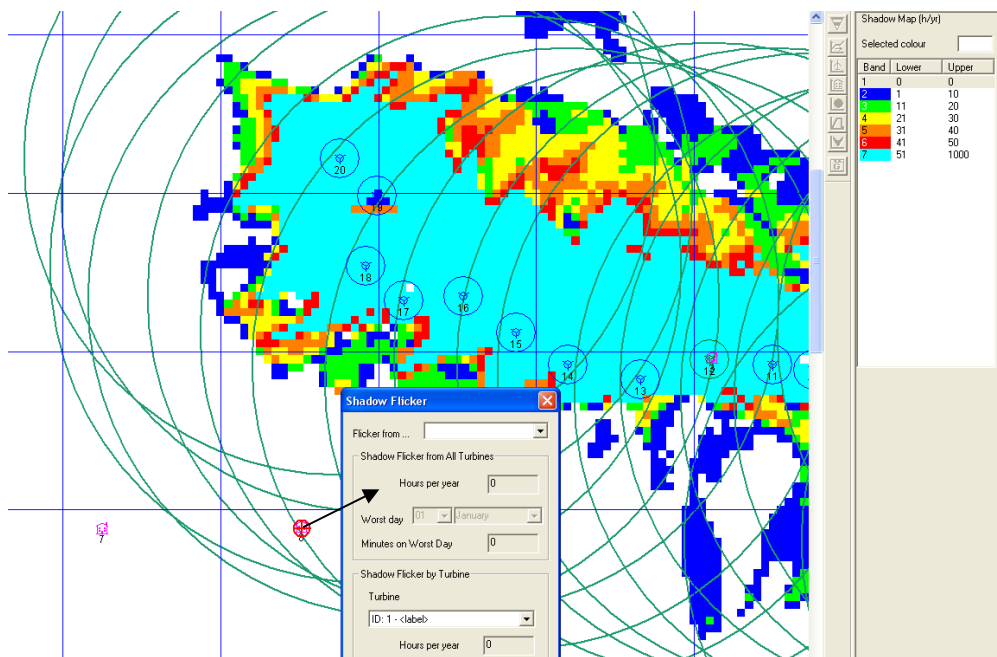 Shadow Map (h/yr)
Selected colour
Band Lower Upper
1 0 0
2 1 10
3 11 20
4 21 30
5 31 40
6 41 50
7 51 1000
20
19
18
17
16
15
14
13
12
11
7
Shadow Flicker
Flicker from ...
Shadow Flicker from All Turbines
Hours per year 0
Worst day 01 January
Minutes on Worst Day 0
Shadow Flicker by Turbine
Turbine
ID: 1 - <label>
Hours per year 0